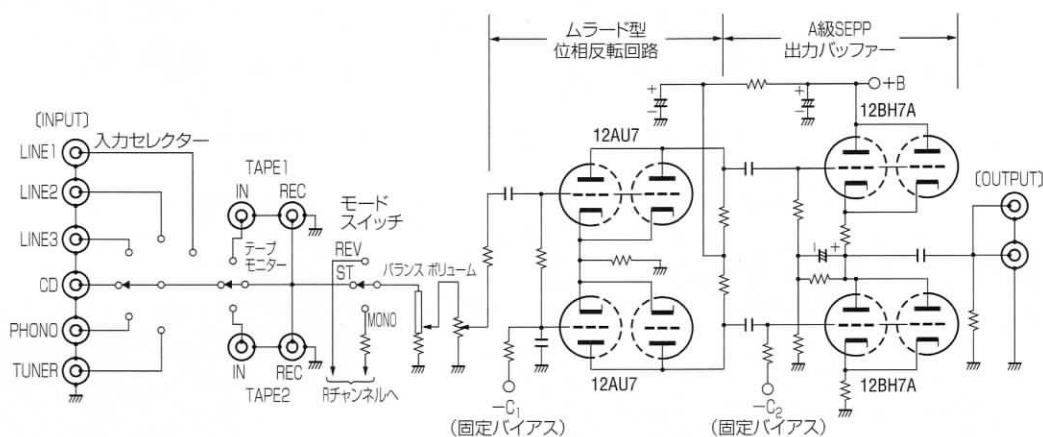 ムラード型
位相反転回路
A級SEPP
出力バッファー
+B
12BH7A
12AU7
[INPUT]
入力セレクター
LINE1
LINE2
LINE3
CD
PHONO
TUNER
TAPE1
IN
REC
テープ
モニター
モード
スイッチ
REV
ST
MONO
バランス ボリューム
IN
REC
TAPE2
Rチャンネルへ
−C₁
(固定バイアス)
12AU7
−C₂
(固定バイアス)
12BH7A
[OUTPUT]
+
−
+
−
− +